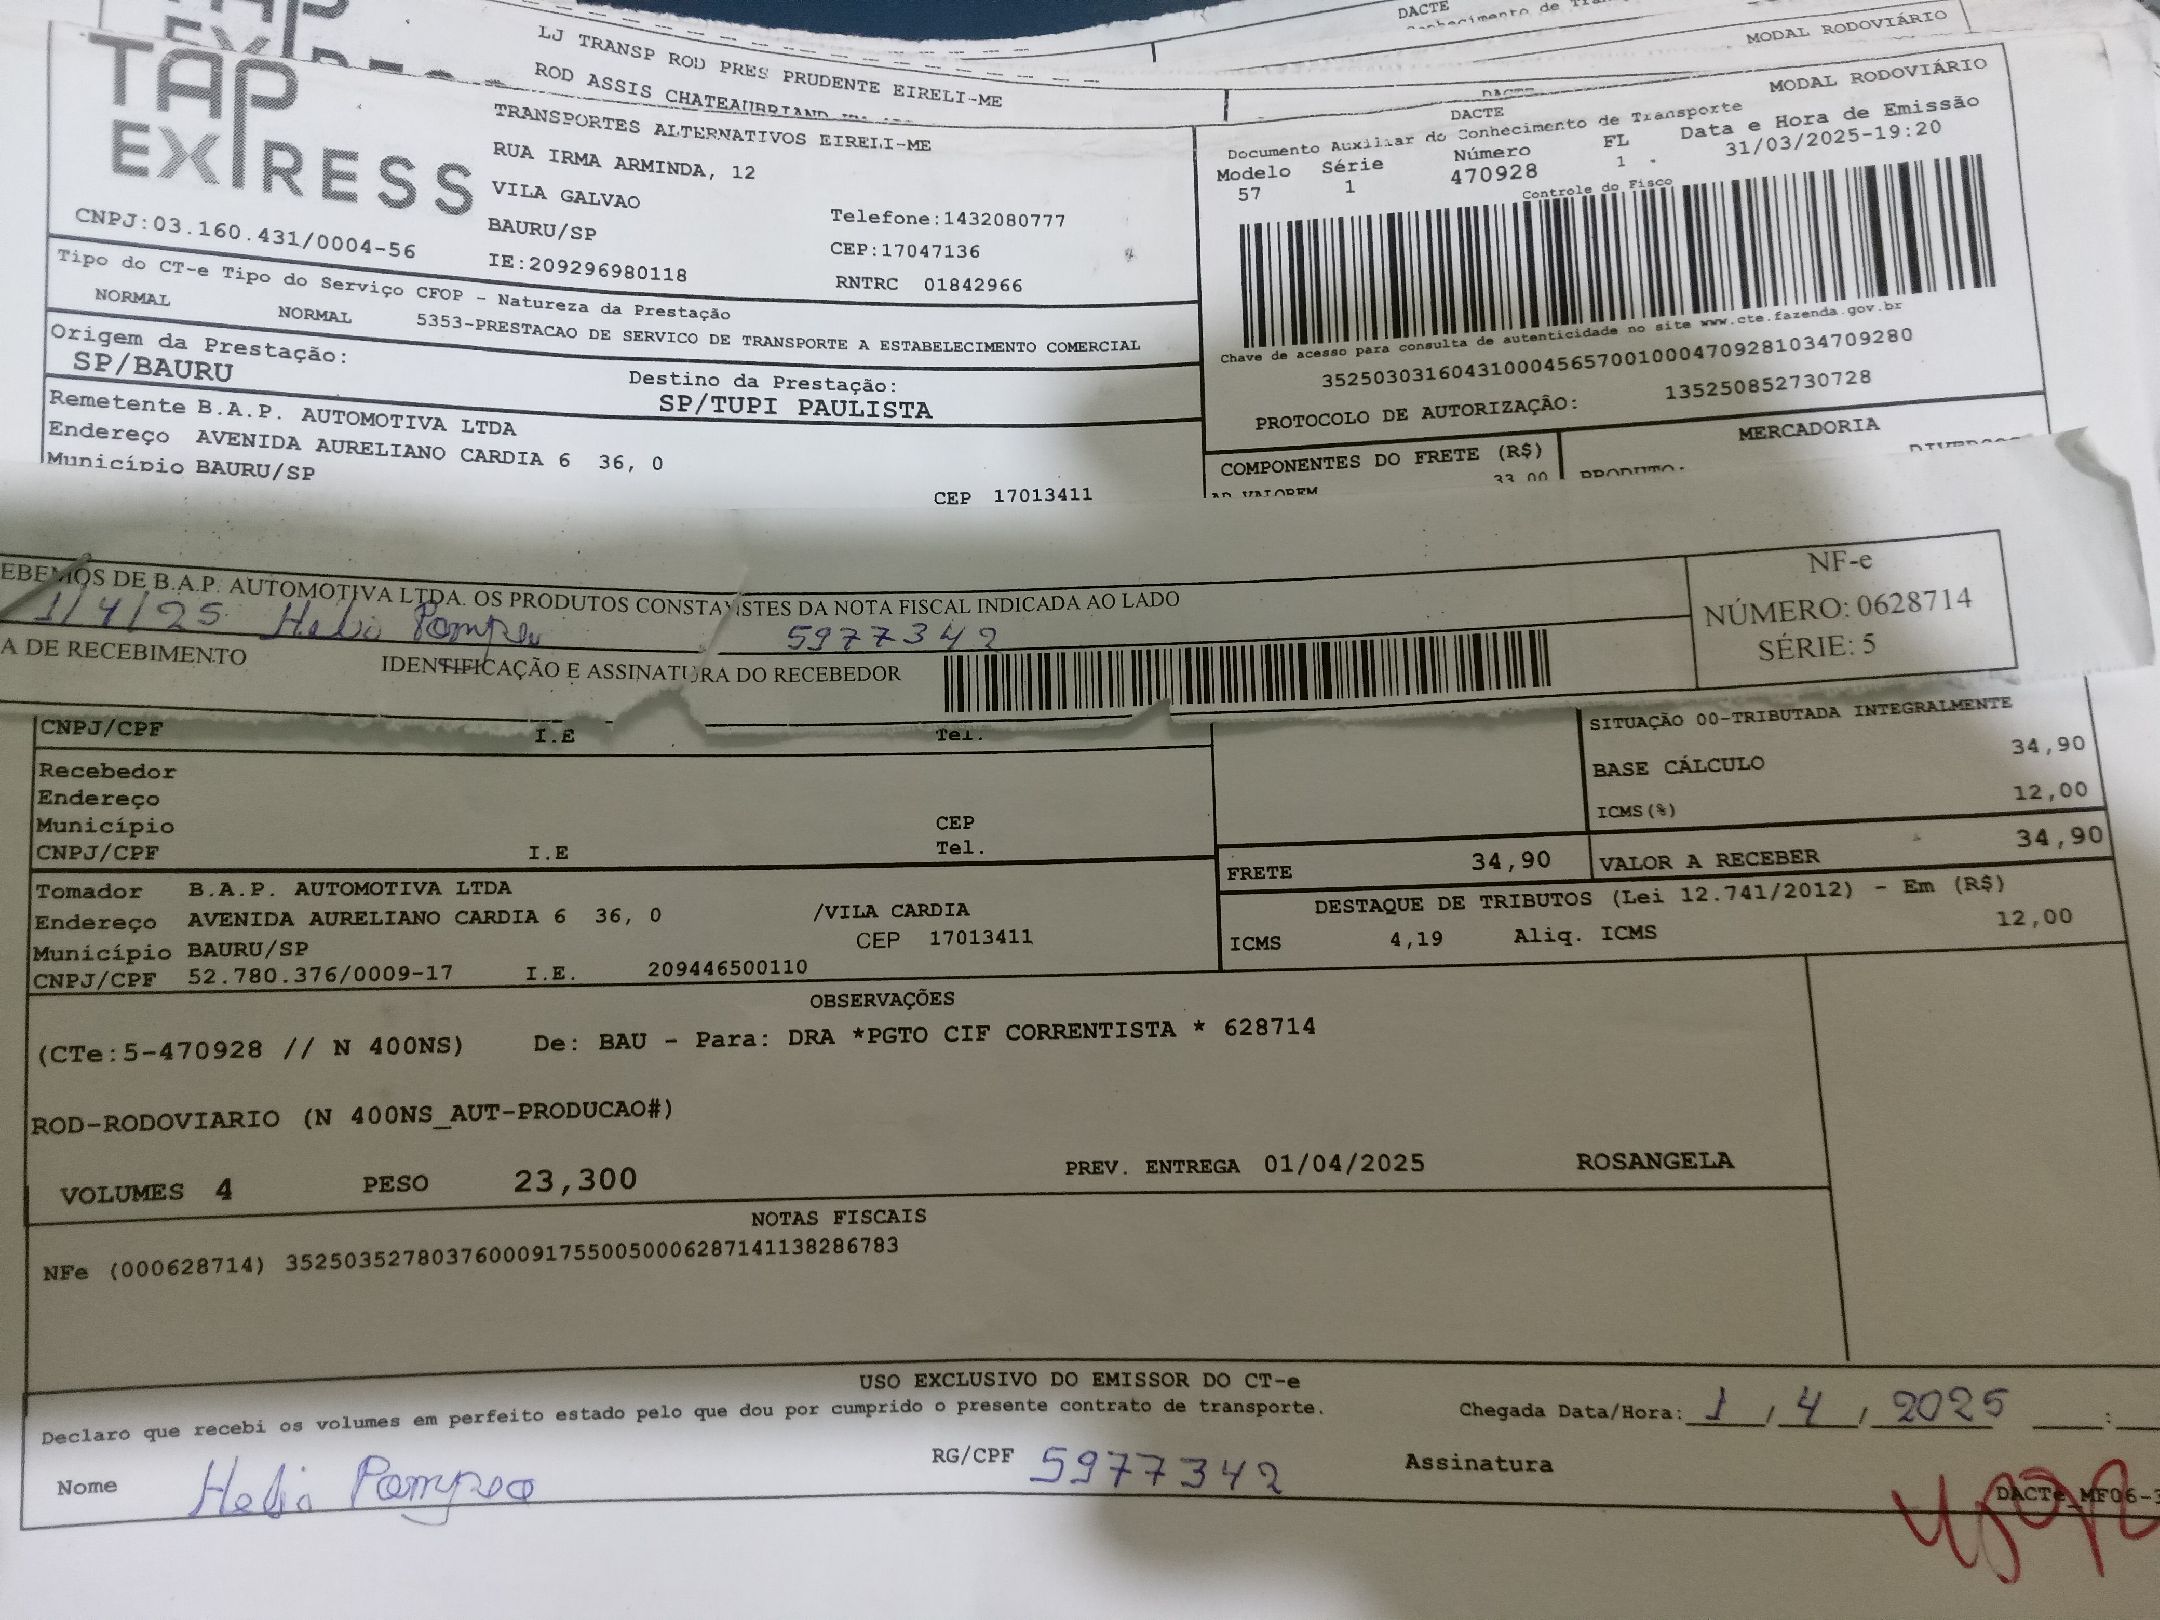 DACTE
MODAL RODOVIÁRIO
LJ TRANSP ROD PRES PRUDENTE EIRELI-ME
ROD ASSIS CHATEAUBRIAND
TAP
EXPRESS
CNPJ:03.160.431/0004-56
TRANSPORTES ALTERNATIVOS EIRELI-ME
RUA IRMA ARMINDA, 12
VILA GALVAO
BAURU/SP
IE:209296980118
Telefone:1432080777
CEP:17047136
RNTRC 01842966
DACTE
MODAL RODOVIÁRIO
Documento Auxiliar do Conhecimento de Transporte
Modelo Série Número FL Data e Hora de Emissão
57 1 470928 1 31/03/2025-19:20
Controle do Fisco
Chave de acesso para consulta de autenticidade no site www.cte.fazenda.gov.br
35250303160431000456570010004709281034709280
PROTOCOLO DE AUTORIZAÇÃO: 135250852730728
Tipo do CT-e Tipo do Serviço CFOP - Natureza da Prestação
NORMAL NORMAL 5353-PRESTACAO DE SERVICO DE TRANSPORTE A ESTABELECIMENTO COMERCIAL
Origem da Prestação: Destino da Prestação:
SP/BAURU SP/TUPI PAULISTA
Remetente B.A.P. AUTOMOTIVA LTDA
Endereço AVENIDA AURELIANO CARDIA 6 36, 0
Município BAURU/SP CEP 17013411
COMPONENTES DO FRETE (R$) MERCADORIA
AD VALOREM 33,00 PRODUTO:
EBEMOS DE B.A.P. AUTOMOTIVA LTDA. OS PRODUTOS CONSTANTES DA NOTA FISCAL INDICADA AO LADO
1/4/25 Helio Pompeu 5977342
A DE RECEBIMENTO IDENTIFICAÇÃO E ASSINATURA DO RECEBEDOR
NF-e
NÚMERO: 0628714
SÉRIE: 5
CNPJ/CPF I.E Tel.
Recebedor
Endereço
Município CEP
CNPJ/CPF I.E Tel.
SITUAÇÃO 00-TRIBUTADA INTEGRALMENTE
BASE CÁLCULO 34,90
ICMS(%) 12,00
FRETE 34,90 VALOR A RECEBER 34,90
DESTAQUE DE TRIBUTOS (Lei 12.741/2012) - Em (R$)
ICMS 4,19 Aliq. ICMS 12,00
Tomador B.A.P. AUTOMOTIVA LTDA
Endereço AVENIDA AURELIANO CARDIA 6 36, 0 /VILA CARDIA
Município BAURU/SP CEP 17013411
CNPJ/CPF 52.780.376/0009-17 I.E. 209446500110
OBSERVAÇÕES
(CTe:5-470928 // N 400NS) De: BAU - Para: DRA *PGTO CIF CORRENTISTA * 628714
ROD-RODOVIARIO (N 400NS_AUT-PRODUCAO#)
VOLUMES 4 PESO 23,300 PREV. ENTREGA 01/04/2025 ROSANGELA
NOTAS FISCAIS
NFe (000628714) 35250352780376000917550050006287141138286783
USO EXCLUSIVO DO EMISSOR DO CT-e
Declaro que recebi os volumes em perfeito estado pelo que dou por cumprido o presente contrato de transporte. Chegada Data/Hora: 1, 4, 2025 :
Nome Helio Pompeo RG/CPF 5977342 Assinatura
DACTe_MF06-3